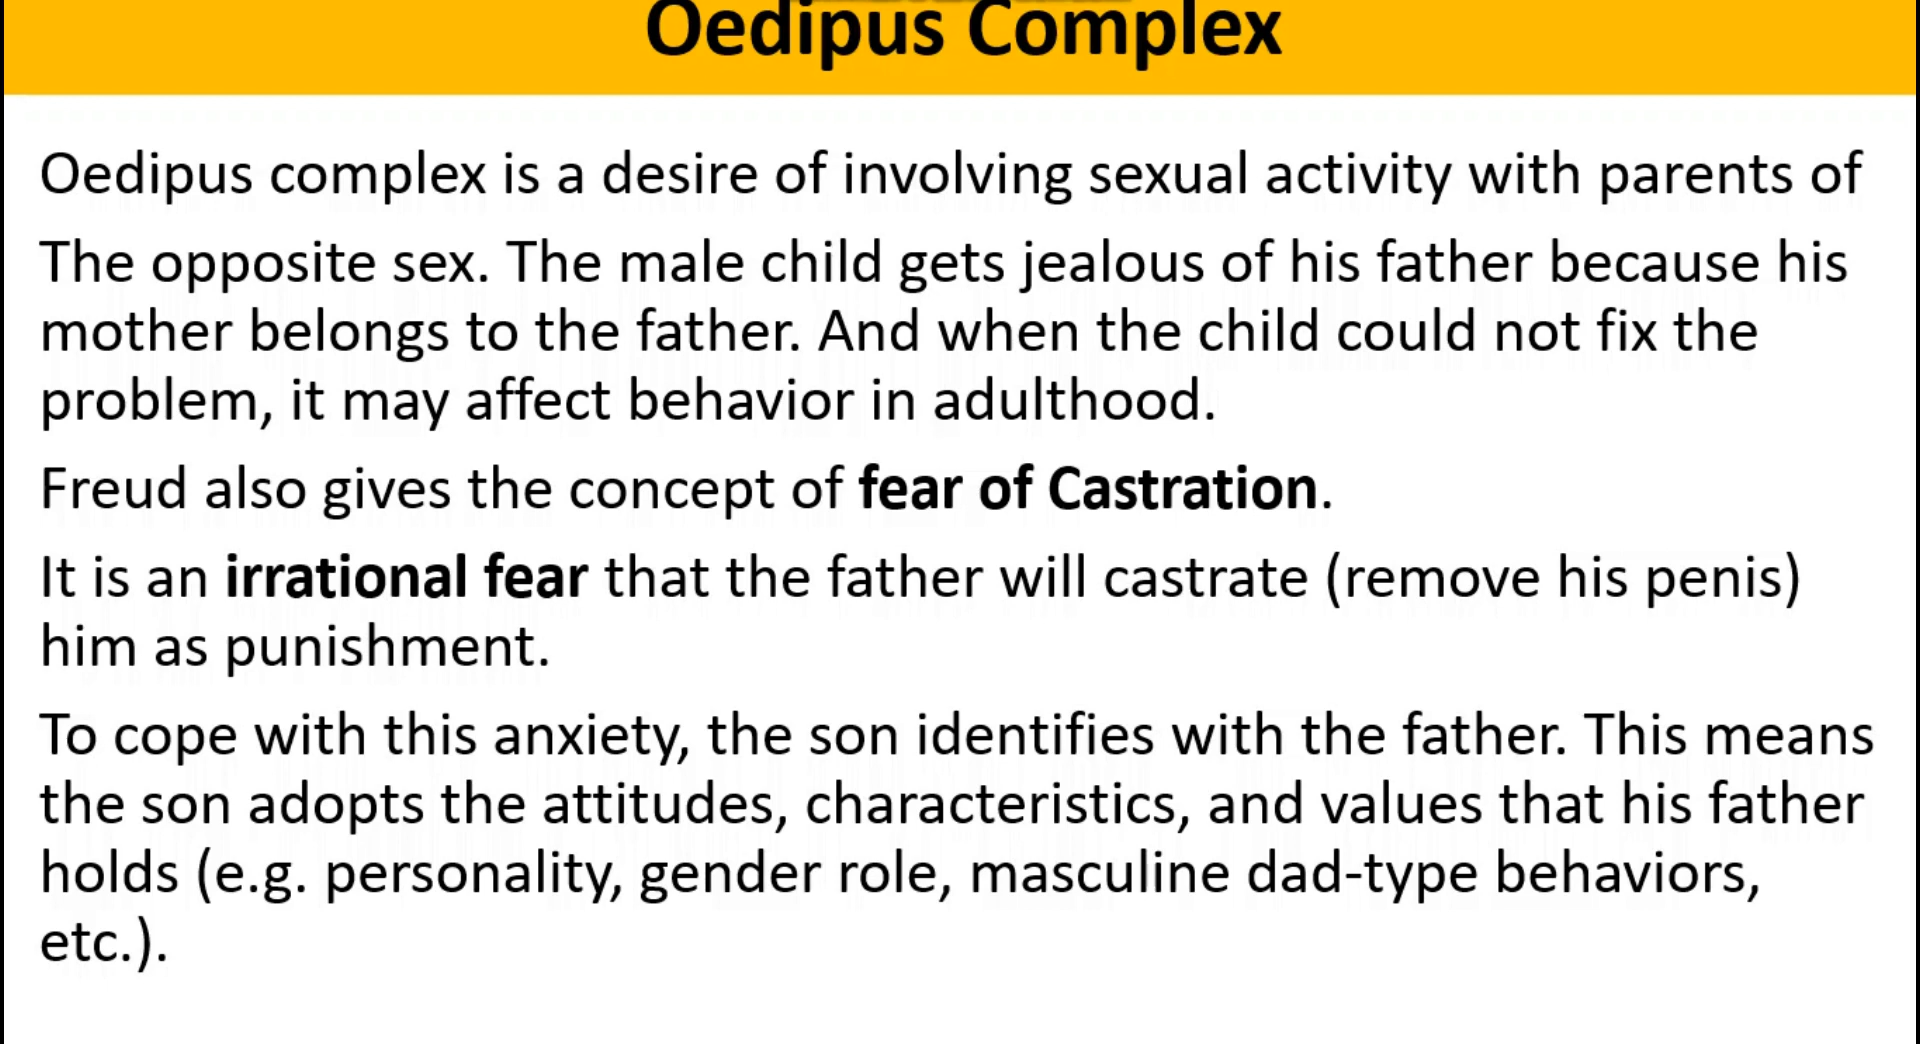 Oedipus Complex
Oedipus complex is a desire of involving sexual activity with parents of
The opposite sex. The male child gets jealous of his father because his
mother belongs to the father. And when the child could not fix the
problem, it may affect behavior in adulthood.
Freud also gives the concept of fear of Castration.
It is an irrational fear that the father will castrate (remove his penis)
him as punishment.
To cope with this anxiety, the son identifies with the father. This means
the son adopts the attitudes, characteristics, and values that his father
holds (e.g. personality, gender role, masculine dad-type behaviors,
etc.).